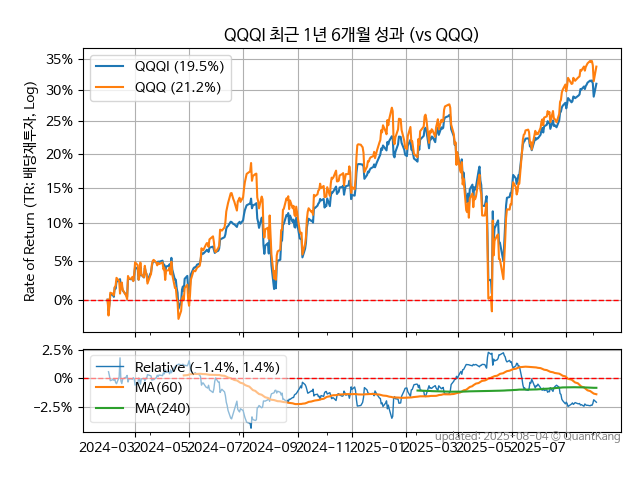 QQQI 최근 1년 6개월 성과 (vs QQQ)
Rate of Return (TR; 배당재투자, Log)
35%
30%
25%
20%
15%
10%
5%
0%
QQQI (19.5%)
QQQ (21.2%)
2.5%
0%
−2.5%
Relative (−1.4%, 1.4%)
MA(60)
MA(240)
2024-03
2024-05
2024-07
2024-09
2024-11
2025-01
2025-03
2025-05
2025-07
updated: 2025-08-04 © QuantKang